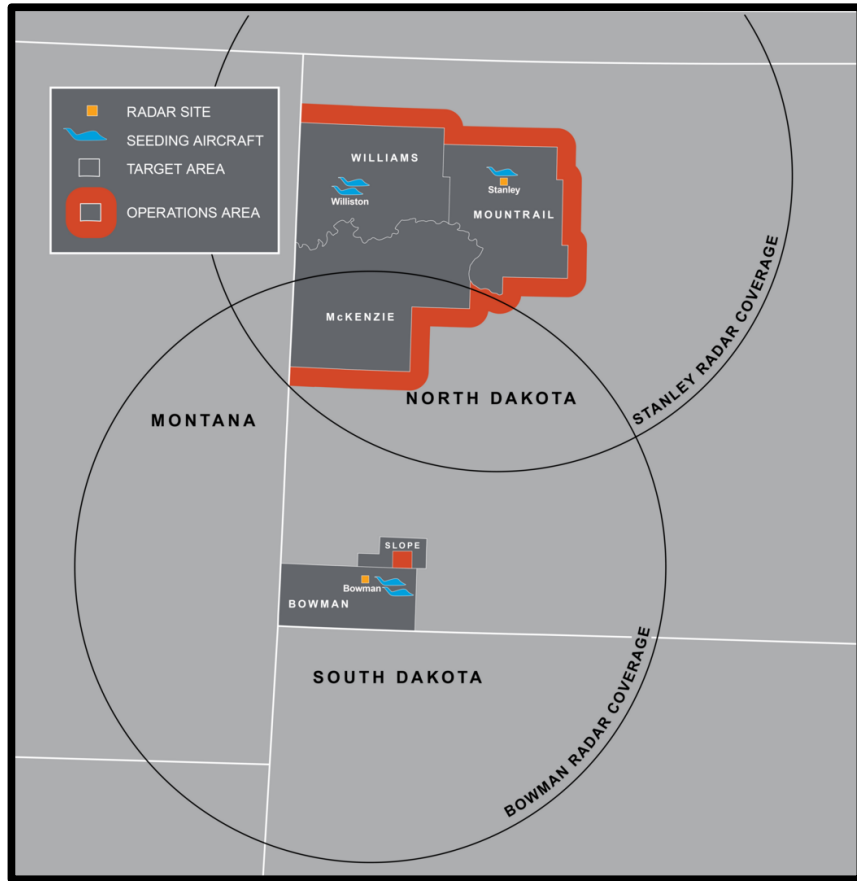 RADAR SITE
SEEDING AIRCRAFT
TARGET AREA
OPERATIONS AREA
WILLIAMS
Williston
Stanley
MOUNTRAIL
McKENZIE
NORTH DAKOTA
MONTANA
STANLEY RADAR COVERAGE
SLOPE
Bowman
BOWMAN
SOUTH DAKOTA
BOWMAN RADAR COVERAGE